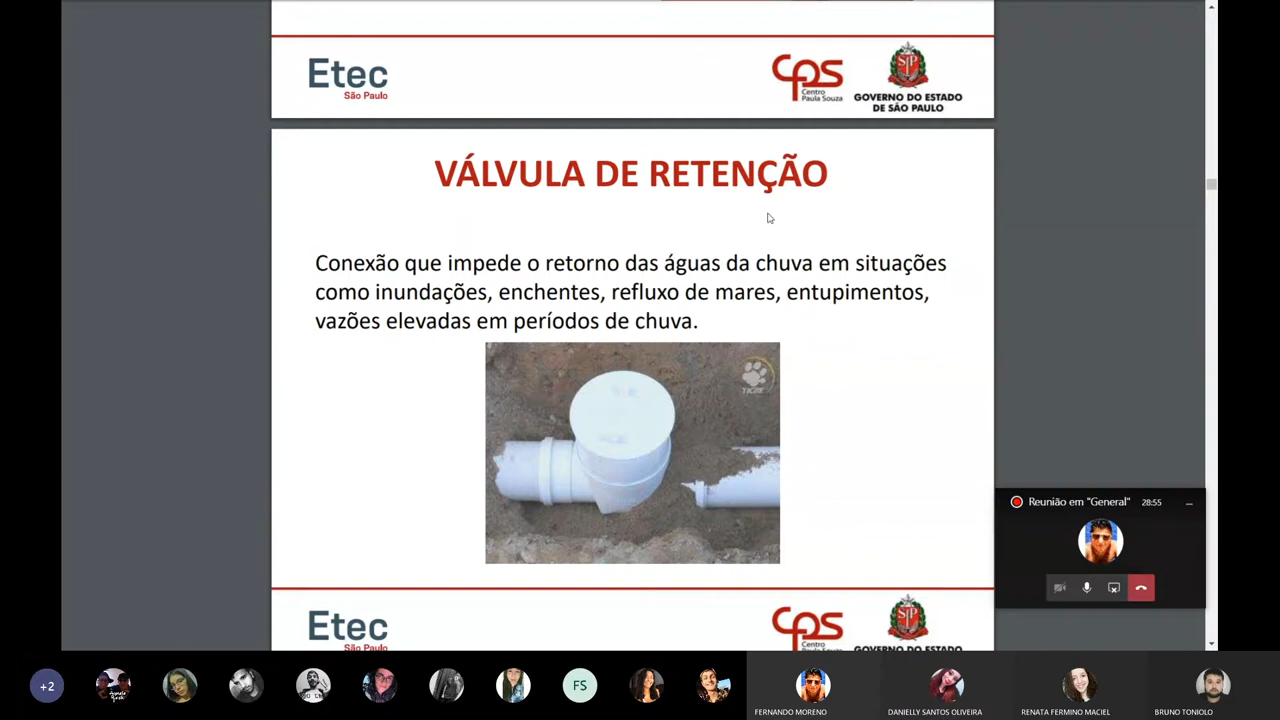 Etec
São Paulo
cps
Centro
Paula Souza
SP
GOVERNO DO ESTADO
DE SÃO PAULO
VÁLVULA DE RETENÇÃO
Conexão que impede o retorno das águas da chuva em situações
como inundações, enchentes, refluxo de mares, entupimentos,
vazões elevadas em períodos de chuva.
TIGRE
Reunião em "General"
28:55
Etec
São Paulo
cps
Centro
Paula Souza
SP
GOVERNO DO ESTADO
+2
FS
FERNANDO MORENO
DANIELLY SANTOS OLIVEIRA
RENATA FERMINO MACIEL
BRUNO TONIOLO